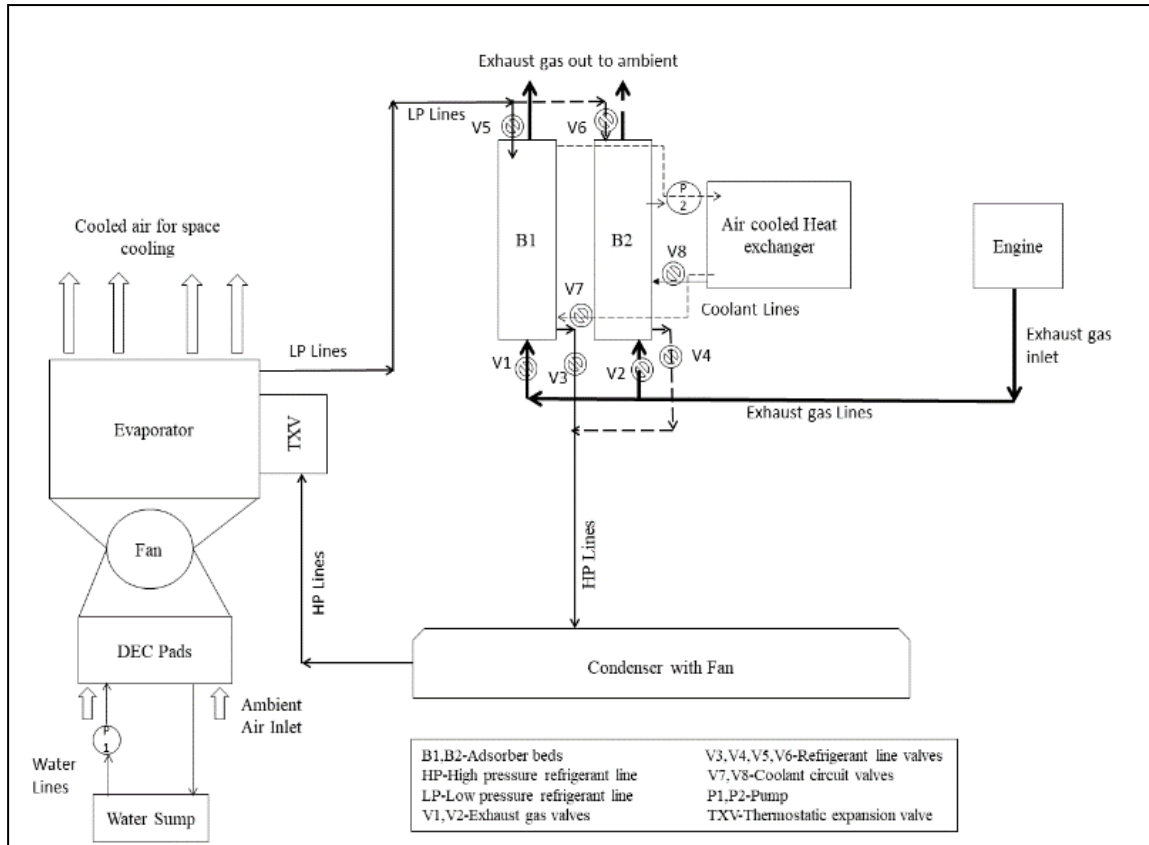 Exhaust gas out to ambient
LP Lines
V5
V6
P
2
Cooled air for space
cooling
B1
B2
Air cooled Heat
exchanger
Engine
V8
V7
Coolant Lines
LP Lines
V1
V3
V2
V4
Exhaust gas
inlet
Exhaust gas Lines
Evaporator
TXV
Fan
HP Lines
HP Lines
DEC Pads
Condenser with Fan
Ambient
Air Inlet
P
1
Water
Lines
Water Sump
B1,B2-Adsorber beds
HP-High pressure refrigerant line
LP-Low pressure refrigerant line
V1,V2-Exhaust gas valves
V3,V4,V5,V6-Refrigerant line valves
V7,V8-Coolant circuit valves
P1,P2-Pump
TXV-Thermostatic expansion valve